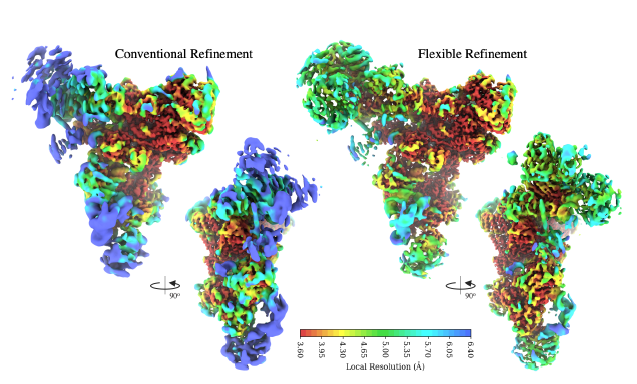 Conventional Refinement
Flexible Refinement
90°
90°
3.60 3.95 4.30 4.65 5.00 5.35 5.70 6.05 6.40
Local Resolution (Å)